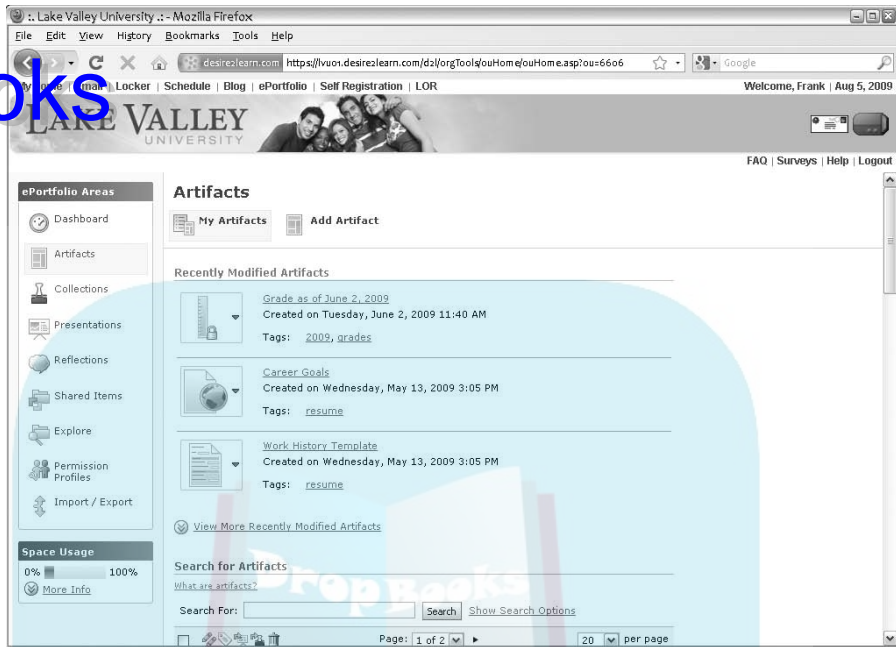 :. Lake Valley University .: - Mozilla Firefox
File Edit View History Bookmarks Tools Help
desire2learn.com https://lvu01.desire2learn.com/d2l/orgTools/ouHome/ouHome.asp?ou=6606 Google
oks
My Home | Email | Locker | Schedule | Blog | ePortfolio | Self Registration | LOR Welcome, Frank | Aug 5, 2009
LAKE VALLEY
UNIVERSITY
FAQ | Surveys | Help | Logout
ePortfolio Areas
Dashboard
Artifacts
Collections
Presentations
Reflections
Shared Items
Explore
Permission
Profiles
Import / Export
Space Usage
0% 100%
More Info
Artifacts
My Artifacts Add Artifact
Recently Modified Artifacts
Grade as of June 2, 2009
Created on Tuesday, June 2, 2009 11:40 AM
Tags: 2009, grades
Career Goals
Created on Wednesday, May 13, 2009 3:05 PM
Tags: resume
Work History Template
Created on Wednesday, May 13, 2009 3:05 PM
Tags: resume
View More Recently Modified Artifacts
Search for Artifacts
DropBooks
What are artifacts?
Search For: Search Show Search Options
Page: 1 of 2 20 per page